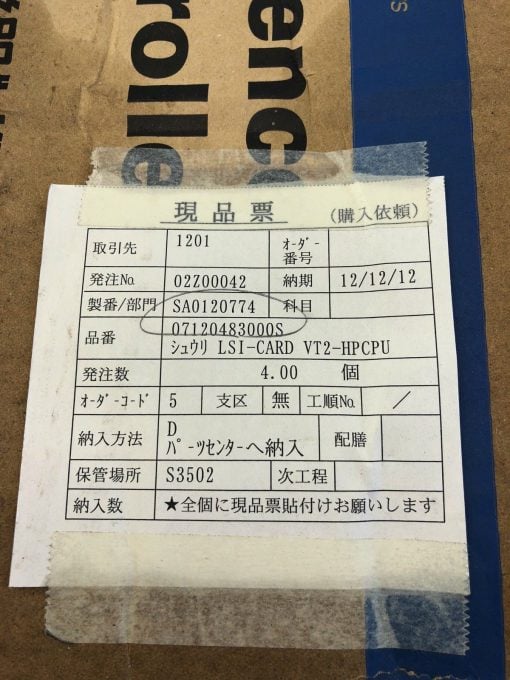 現品票 (購入依頼)
取引先 1201 ｵｰﾀﾞｰ番号
発注No. 02Z00042 納期 12/12/12
製番/部門 SA0120774 科目
品番 07120483000S
シュウリ LSI-CARD VT2-HPCPU
発注数 4.00 個
ｵｰﾀﾞｰｺｰﾄﾞ 5 支区 無 工順No. /
納入方法 D
ﾊﾟｰﾂセンターへ納入 配膳
保管場所 S3502 次工程
納入数 ★全個に現品票貼付けお願いします